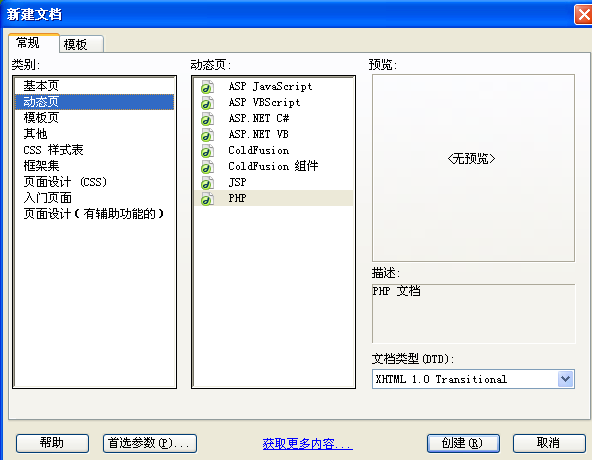 新建文档
常规
模板
类别:
基本页
动态页
模板页
其他
CSS 样式表
框架集
页面设计 (CSS)
入门页面
页面设计(有辅助功能的)
动态页:
ASP JavaScript
ASP VBScript
ASP.NET C#
ASP.NET VB
ColdFusion
ColdFusion 组件
JSP
PHP
预览:
<无预览>
描述:
PHP 文档
文档类型(DTD):
XHTML 1.0 Transitional
帮助
首选参数(P)...
获取更多内容...
创建(R)
取消